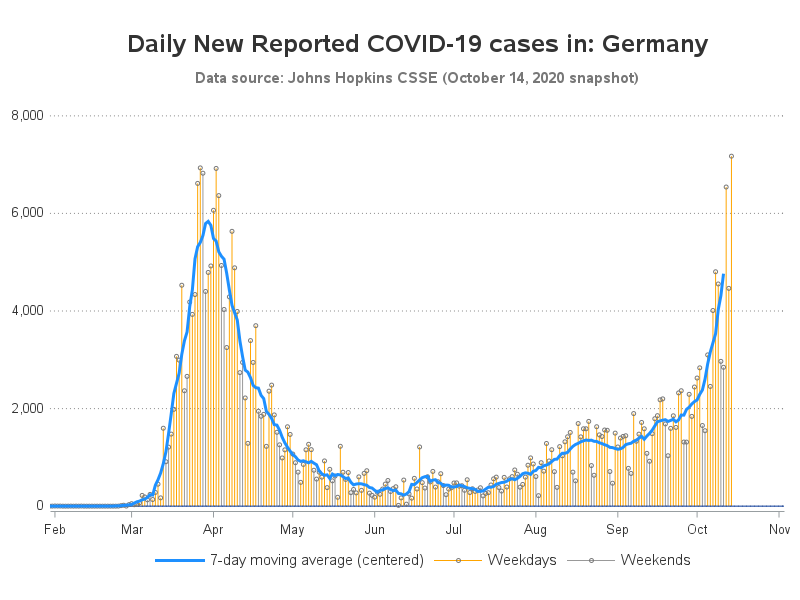 Daily New Reported COVID-19 cases in: Germany
Data source: Johns Hopkins CSSE (October 14, 2020 snapshot)
8,000
6,000
4,000
2,000
0
Feb Mar Apr May Jun Jul Aug Sep Oct Nov
7-day moving average (centered) Weekdays Weekends